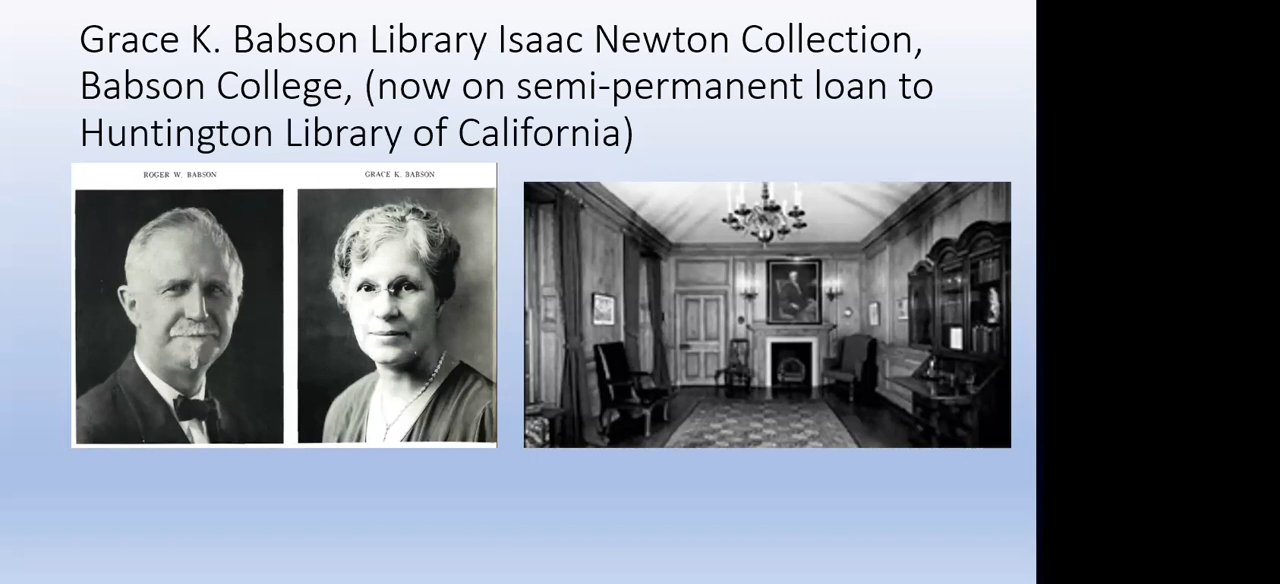 Grace K. Babson Library Isaac Newton Collection,
Babson College, (now on semi-permanent loan to
Huntington Library of California)
ROGER W. BABSON
GRACE K. BABSON